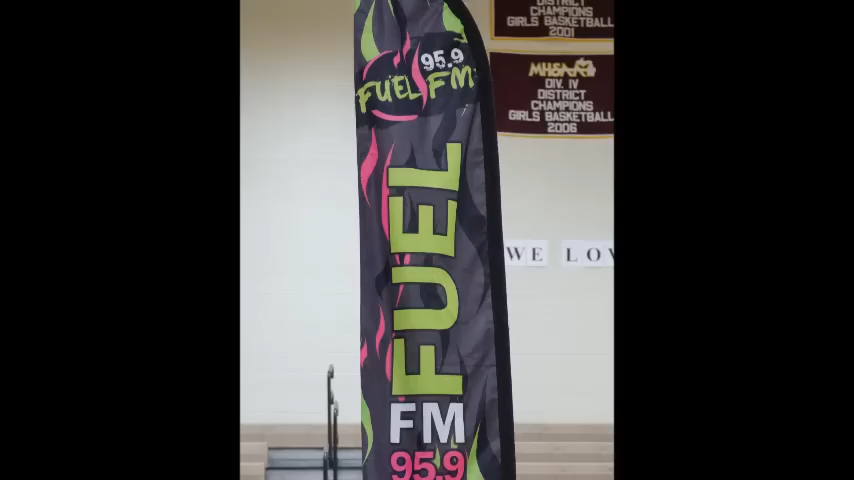 95.9
FUEL FM
FUEL
FM
95.9
DISTRICT
CHAMPIONS
GIRLS BASKETBALL
2001
MHSAA
DIV. IV
DISTRICT
CHAMPIONS
GIRLS BASKETBALL
2006
WE LOV